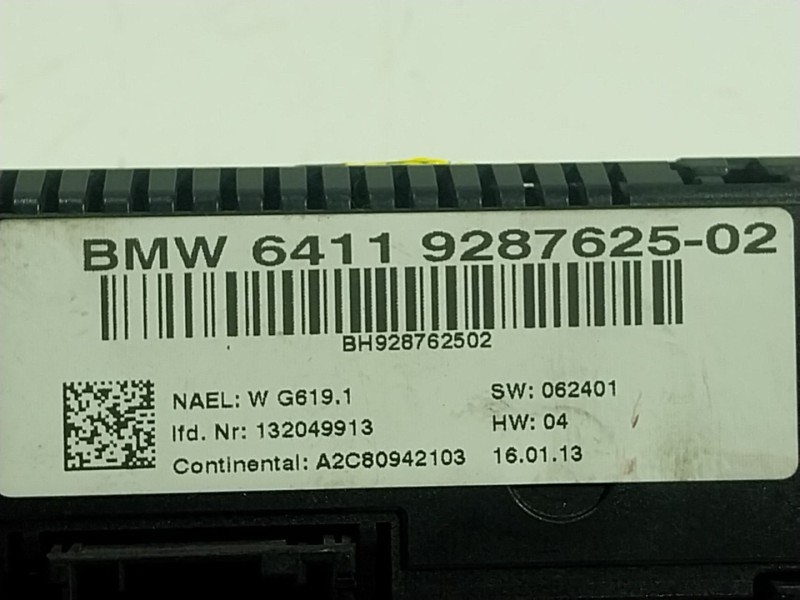 BMW 6411 9287625-02
BH928762502
NAEL: W G619.1 SW: 062401
lfd. Nr: 132049913 HW: 04
Continental: A2C80942103 16.01.13